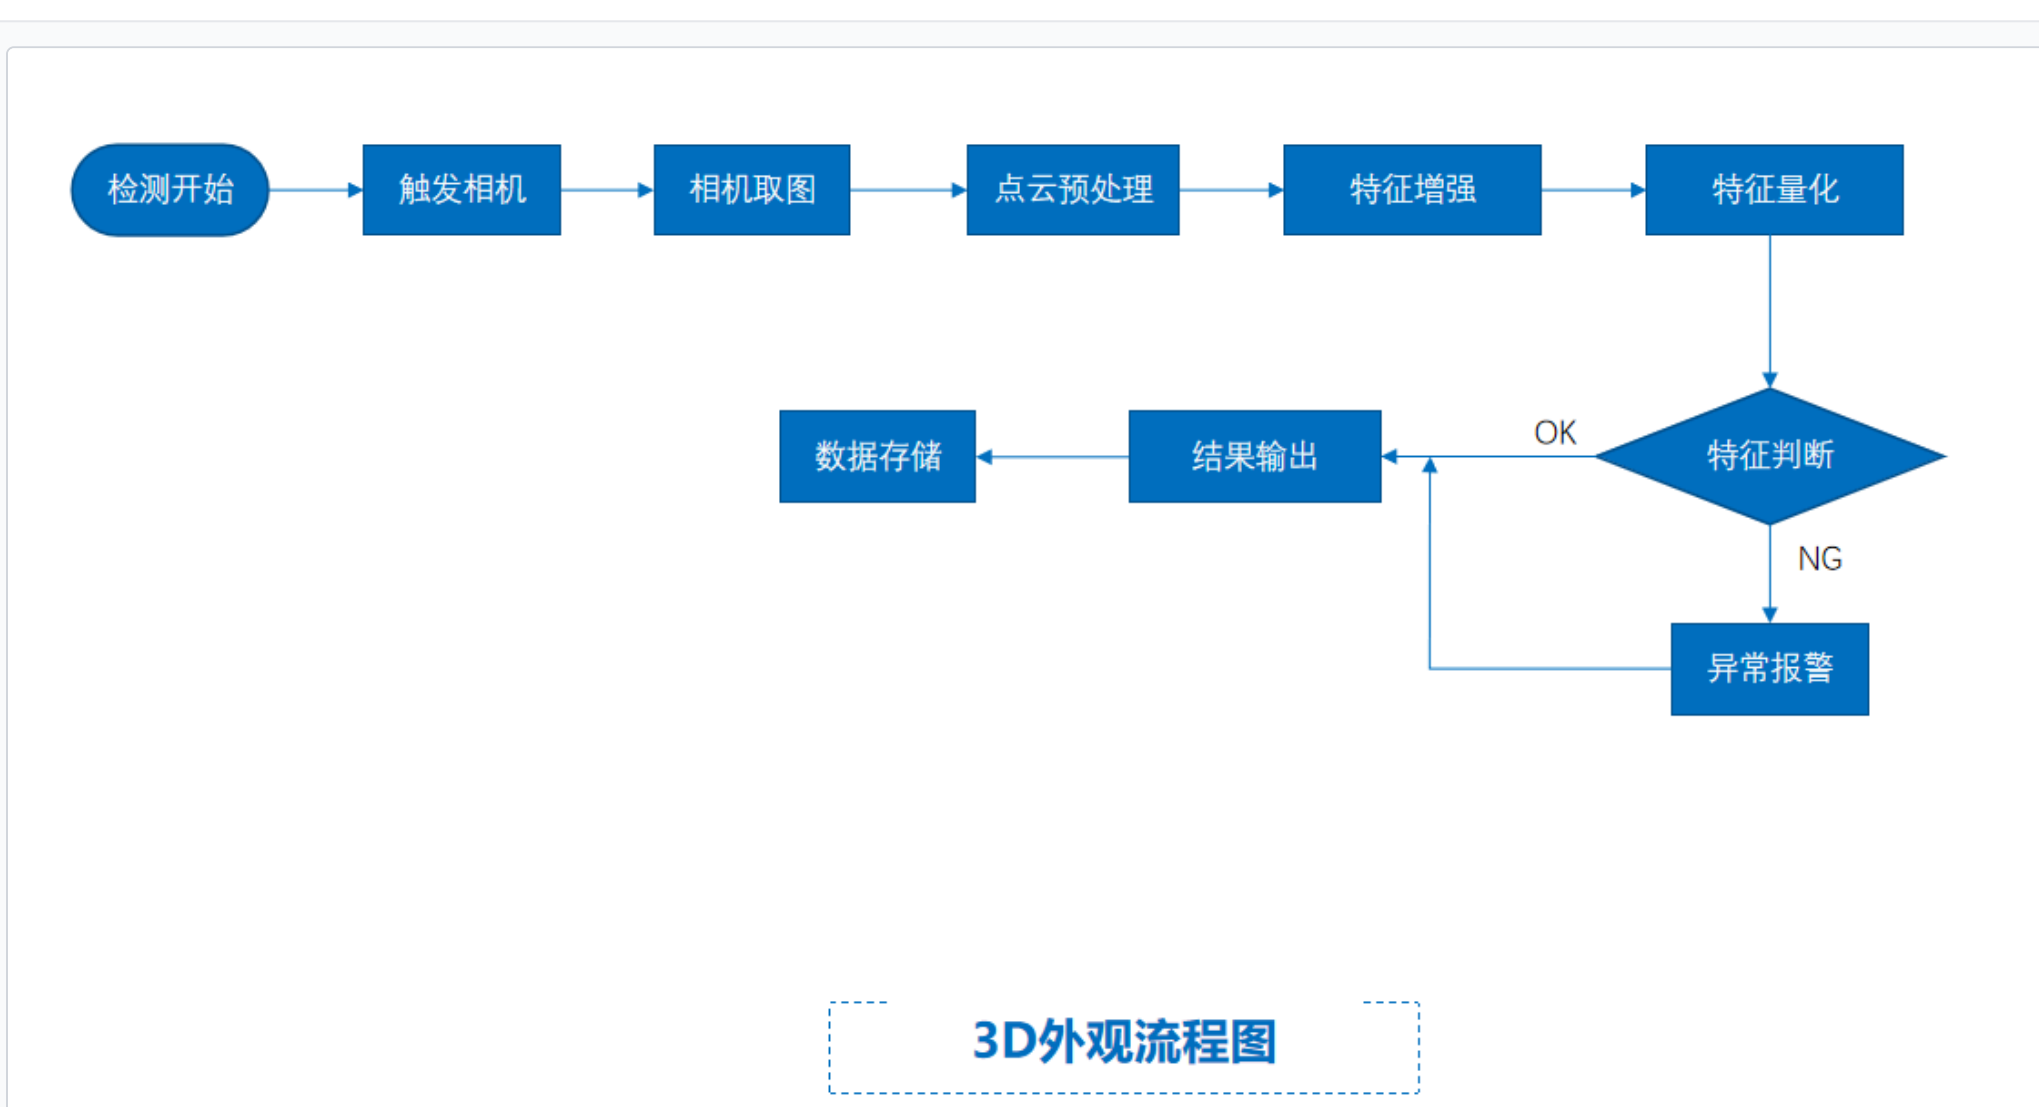 检测开始
触发相机
相机取图
点云预处理
特征增强
特征量化
数据存储
结果输出
OK
特征判断
NG
异常报警
3D外观流程图